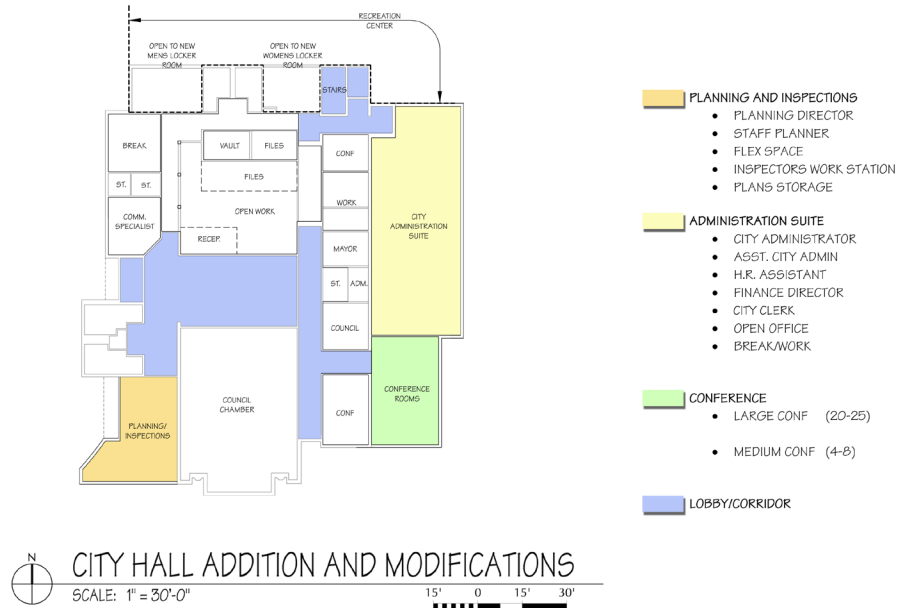 RECREATION
CENTER
OPEN TO NEW
MENS LOCKER
ROOM
OPEN TO NEW
WOMENS LOCKER
ROOM
STAIRS
BREAK
VAULT
FILES
CONF
FILES
ST.
ST.
WORK
OPEN WORK
COMM.
SPECIALIST
CITY
ADMINISTRATION
SUITE
RECEP.
MAYOR
ST.
ADM.
COUNCIL
CONFERENCE
ROOMS
COUNCIL
CHAMBER
CONF
PLANNING/
INSPECTIONS
PLANNING AND INSPECTIONS
• PLANNING DIRECTOR
• STAFF PLANNER
• FLEX SPACE
• INSPECTORS WORK STATION
• PLANS STORAGE
ADMINISTRATION SUITE
• CITY ADMINISTRATOR
• ASST. CITY ADMIN
• H.R. ASSISTANT
• FINANCE DIRECTOR
• CITY CLERK
• OPEN OFFICE
• BREAK/WORK
CONFERENCE
• LARGE CONF (20-25)
• MEDIUM CONF (4-8)
LOBBY/CORRIDOR
N
CITY HALL ADDITION AND MODIFICATIONS
SCALE: 1" = 30'-0"
15' 0 15' 30'